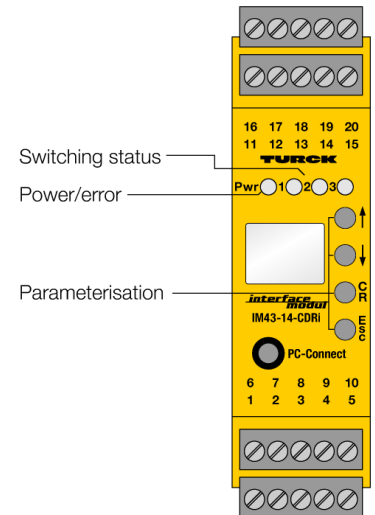 16 17 18 19 20
11 12 13 14 15
TURCK
Switching status
Power/error
Pwr 1 2 3
Parameterisation
CR
interface
modul
IM43-14-CDRi
Esc
PC-Connect
6 7 8 9 10
1 2 3 4 5